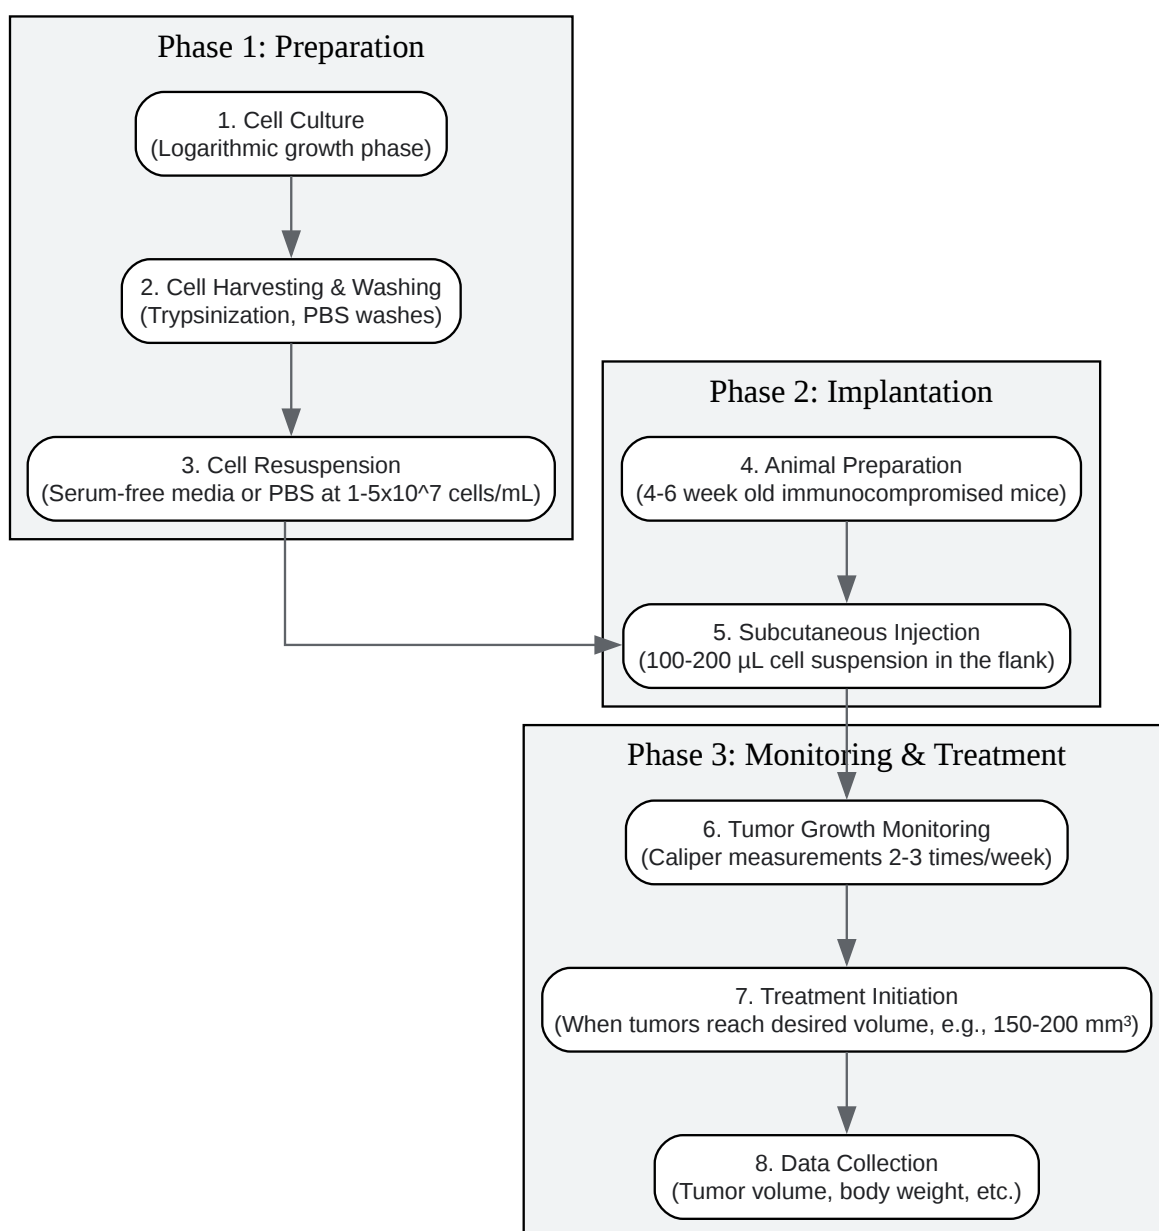 Phase 1: Preparation
1. Cell Culture
(Logarithmic growth phase)
2. Cell Harvesting & Washing
(Trypsinization, PBS washes)
3. Cell Resuspension
(Serum-free media or PBS at 1-5x10^7 cells/mL)
Phase 2: Implantation
4. Animal Preparation
(4-6 week old immunocompromised mice)
5. Subcutaneous Injection
(100-200 µL cell suspension in the flank)
Phase 3: Monitoring & Treatment
6. Tumor Growth Monitoring
(Caliper measurements 2-3 times/week)
7. Treatment Initiation
(When tumors reach desired volume, e.g., 150-200 mm³)
8. Data Collection
(Tumor volume, body weight, etc.)